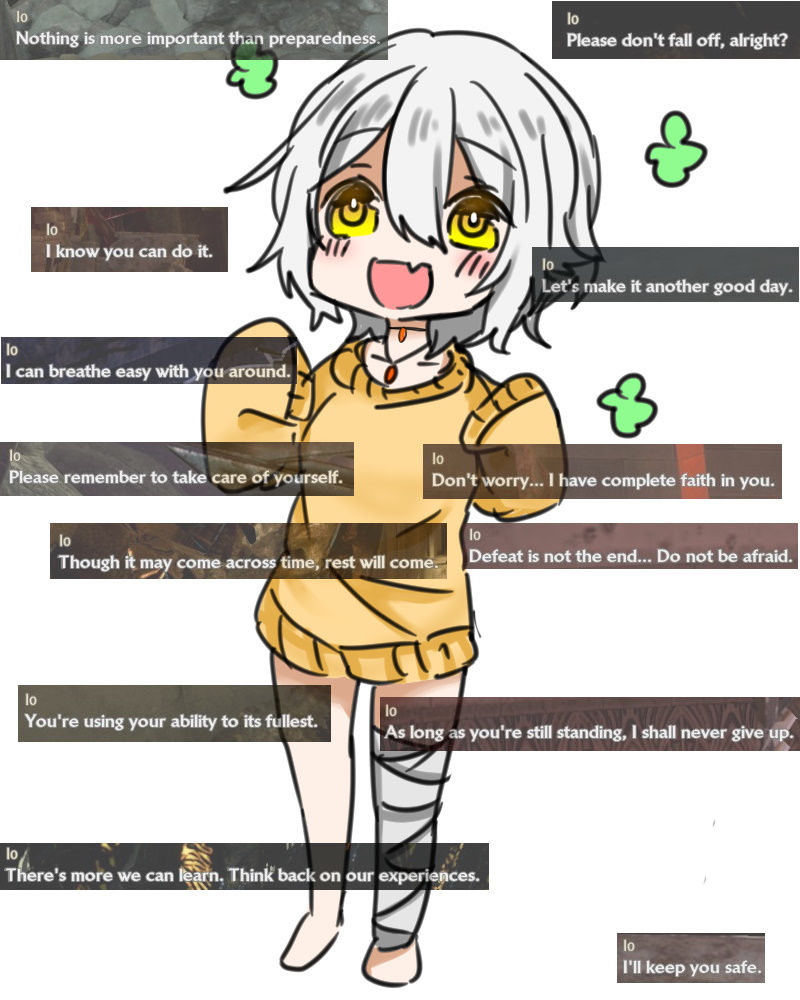 Io
Nothing is more important than preparedness.
Io
Please don't fall off, alright?
Io
I know you can do it.
Io
Let's make it another good day.
Io
I can breathe easy with you around.
Io
Please remember to take care of yourself.
Io
Don't worry... I have complete faith in you.
Io
Though it may come across time, rest will come.
Io
Defeat is not the end... Do not be afraid.
Io
You're using your ability to its fullest.
Io
As long as you're still standing, I shall never give up.
Io
There's more we can learn. Think back on our experiences.
Io
I'll keep you safe.